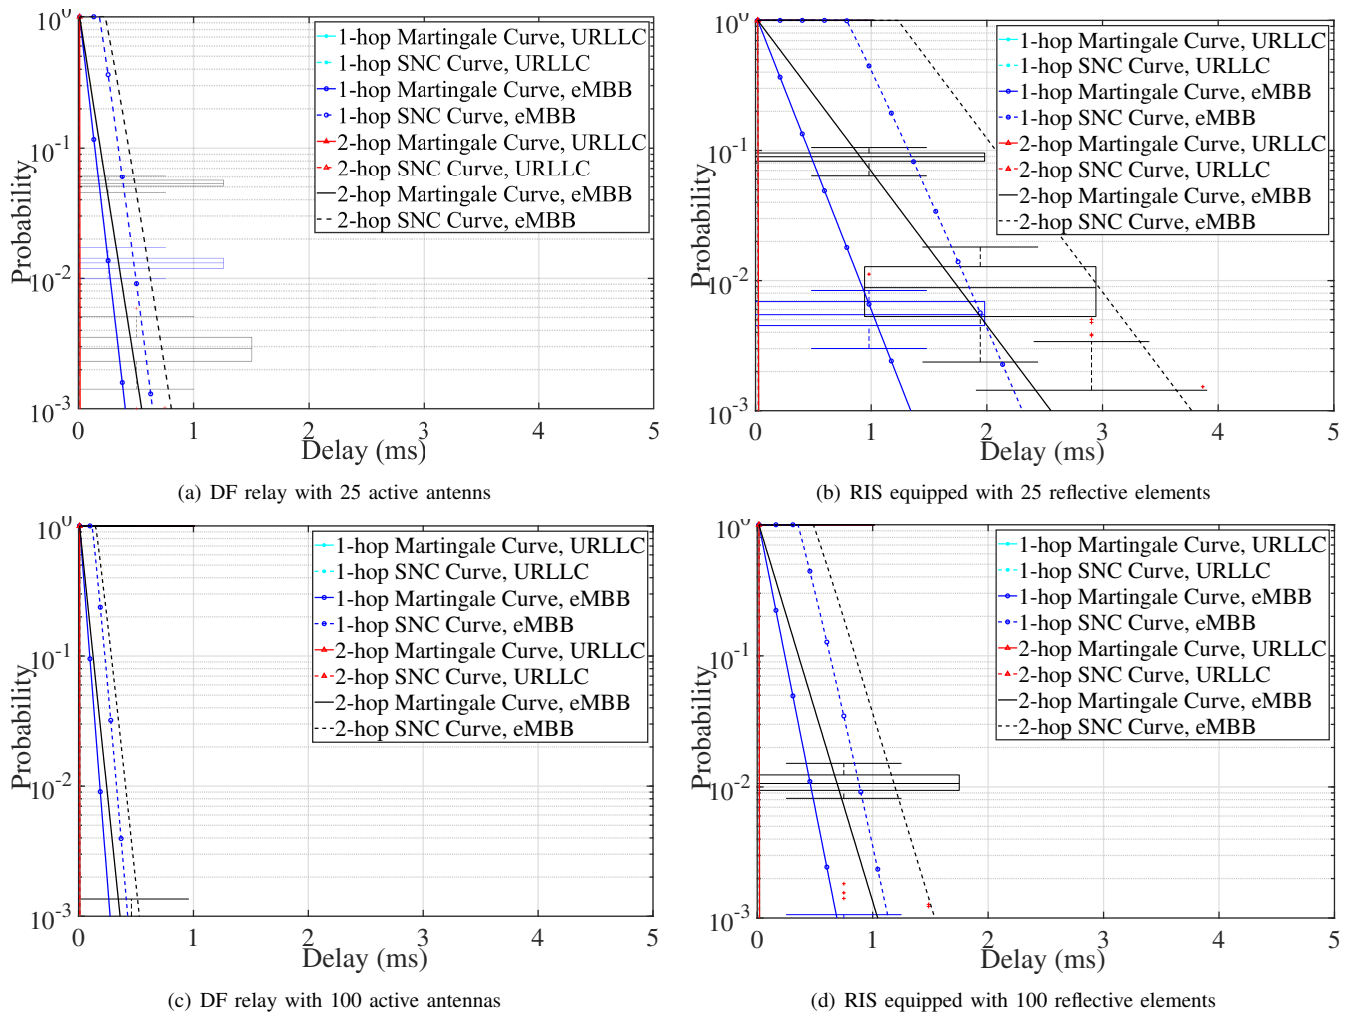 10^0
10^-1
10^-2
10^-3
Probability
1-hop Martingale Curve, URLLC
1-hop SNC Curve, URLLC
1-hop Martingale Curve, eMBB
1-hop SNC Curve, eMBB
2-hop Martingale Curve, URLLC
2-hop SNC Curve, URLLC
2-hop Martingale Curve, eMBB
2-hop SNC Curve, eMBB
0 1 2 3 4 5
Delay (ms)
(a) DF relay with 25 active antenns
10^0
10^-1
10^-2
10^-3
Probability
1-hop Martingale Curve, URLLC
1-hop SNC Curve, URLLC
1-hop Martingale Curve, eMBB
1-hop SNC Curve, eMBB
2-hop Martingale Curve, URLLC
2-hop SNC Curve, URLLC
2-hop Martingale Curve, eMBB
2-hop SNC Curve, eMBB
0 1 2 3 4 5
Delay (ms)
(b) RIS equipped with 25 reflective elements
10^0
10^-1
10^-2
10^-3
Probability
1-hop Martingale Curve, URLLC
1-hop SNC Curve, URLLC
1-hop Martingale Curve, eMBB
1-hop SNC Curve, eMBB
2-hop Martingale Curve, URLLC
2-hop SNC Curve, URLLC
2-hop Martingale Curve, eMBB
2-hop SNC Curve, eMBB
0 1 2 3 4 5
Delay (ms)
(c) DF relay with 100 active antennas
10^0
10^-1
10^-2
10^-3
Probability
1-hop Martingale Curve, URLLC
1-hop SNC Curve, URLLC
1-hop Martingale Curve, eMBB
1-hop SNC Curve, eMBB
2-hop Martingale Curve, URLLC
2-hop SNC Curve, URLLC
2-hop Martingale Curve, eMBB
2-hop SNC Curve, eMBB
0 1 2 3 4 5
Delay (ms)
(d) RIS equipped with 100 reflective elements